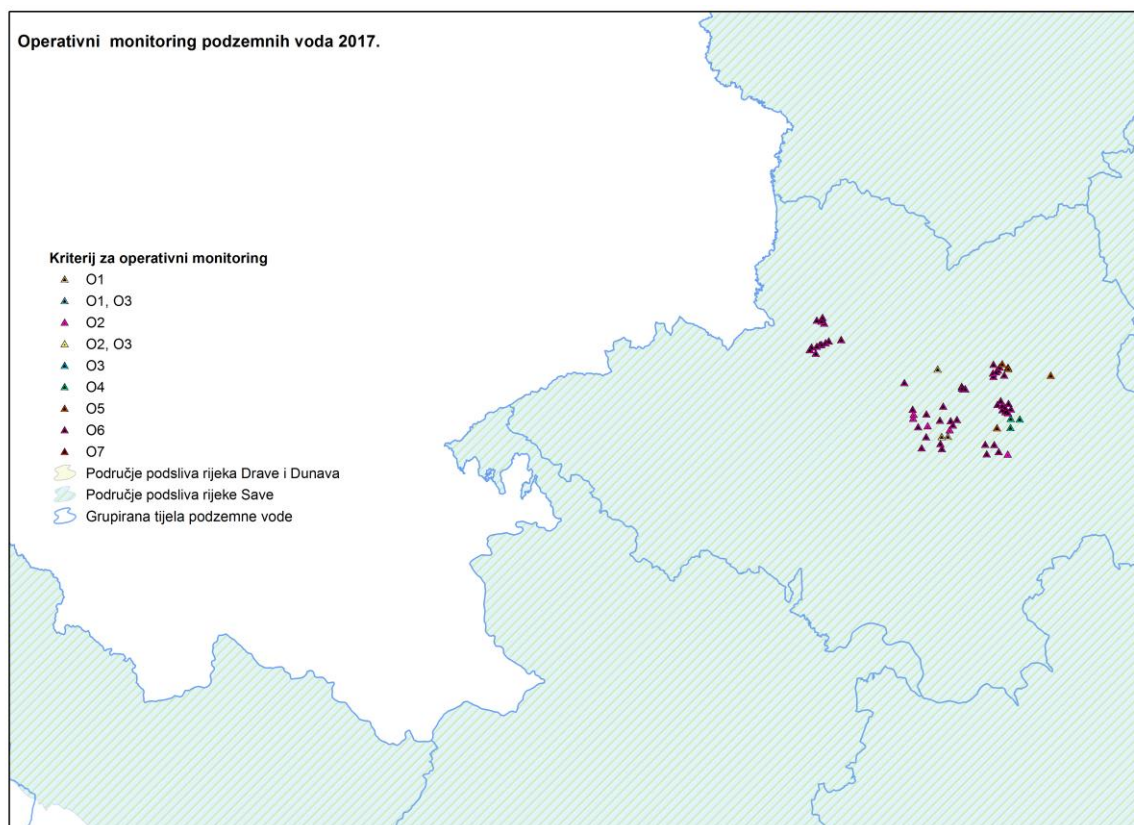 Operativni monitoring podzemnih voda 2017.
Kriterij za operativni monitoring
O1
O1, O3
O2
O2, O3
O3
O4
O5
O6
O7
Područje podsliva rijeka Drave i Dunava
Područje podsliva rijeke Save
Grupirana tijela podzemne vode